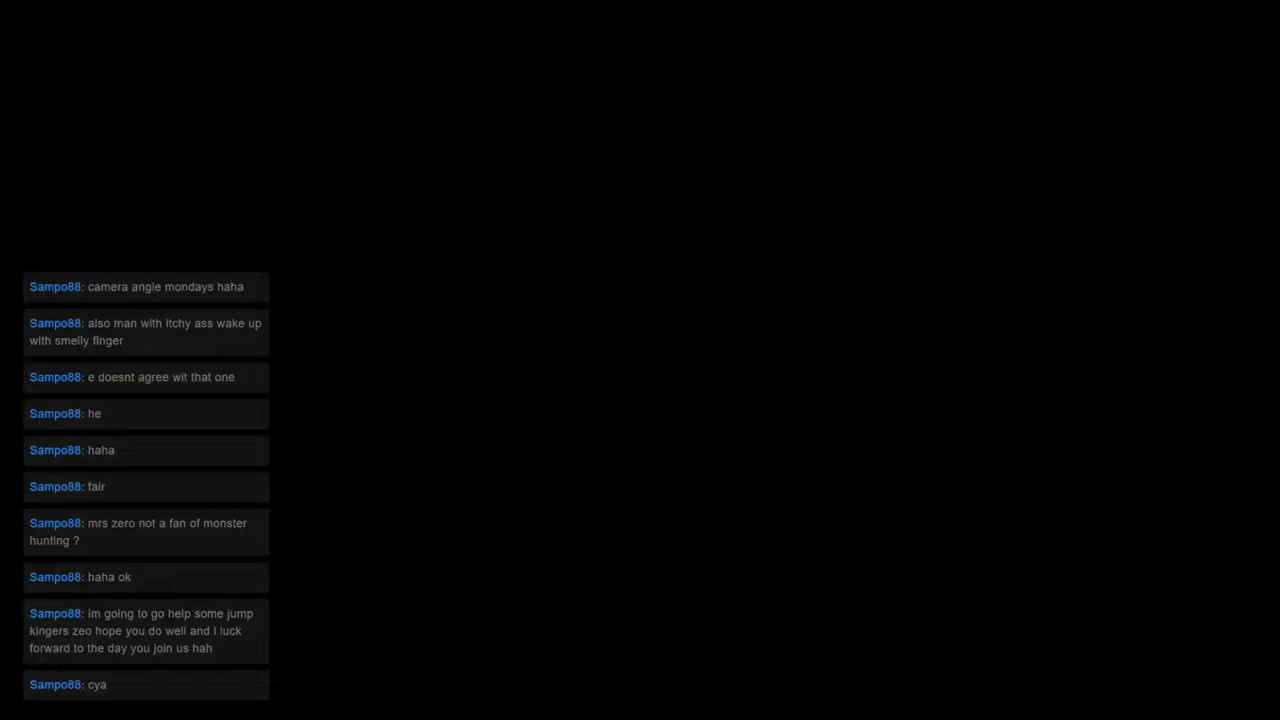 Sampo88: camera angle mondays haha
Sampo88: also man with itchy ass wake up
with smelly finger
Sampo88: e doesnt agree wit that one
Sampo88: he
Sampo88: haha
Sampo88: fair
Sampo88: mrs zero not a fan of monster
hunting ?
Sampo88: haha ok
Sampo88: im going to go help some jump
kingers zeo hope you do well and i luck
forward to the day you join us hah
Sampo88: cya